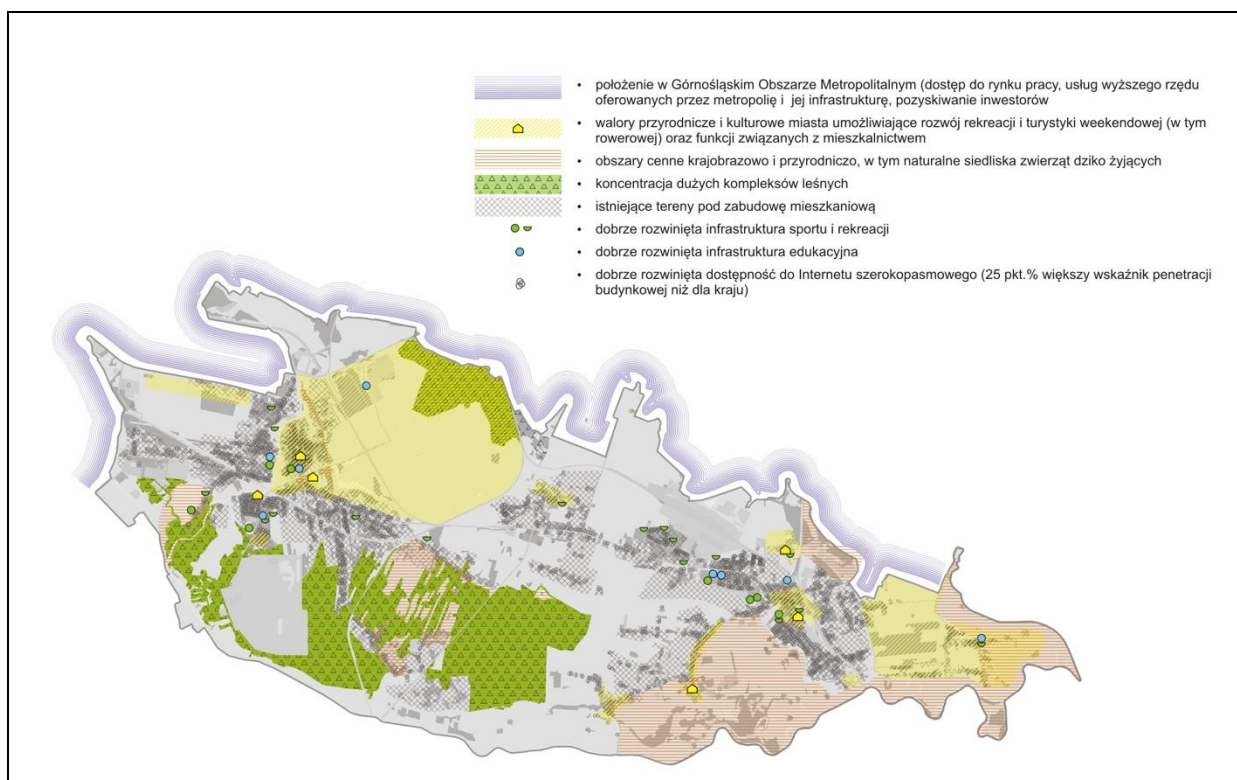 • położenie w Górnośląskim Obszarze Metropolitalnym (dostęp do rynku pracy, usług wyższego rzędu
oferowanych przez metropolię i jej infrastrukturę, pozyskiwanie inwestorów
• walory przyrodnicze i kulturowe miasta umożliwiające rozwój rekreacji i turystyki weekendowej (w tym
rowerowej) oraz funkcji związanych z mieszkalnictwem
• obszary cenne krajobrazowo i przyrodniczo, w tym naturalne siedliska zwierząt dziko żyjących
• koncentracja dużych kompleksów leśnych
• istniejące tereny pod zabudowę mieszkaniową
• dobrze rozwinięta infrastruktura sportu i rekreacji
• dobrze rozwinięta infrastruktura edukacyjna
• dobrze rozwinięta dostępność do Internetu szerokopasmowego (25 pkt.% większy wskaźnik penetracji
budynkowej niż dla kraju)